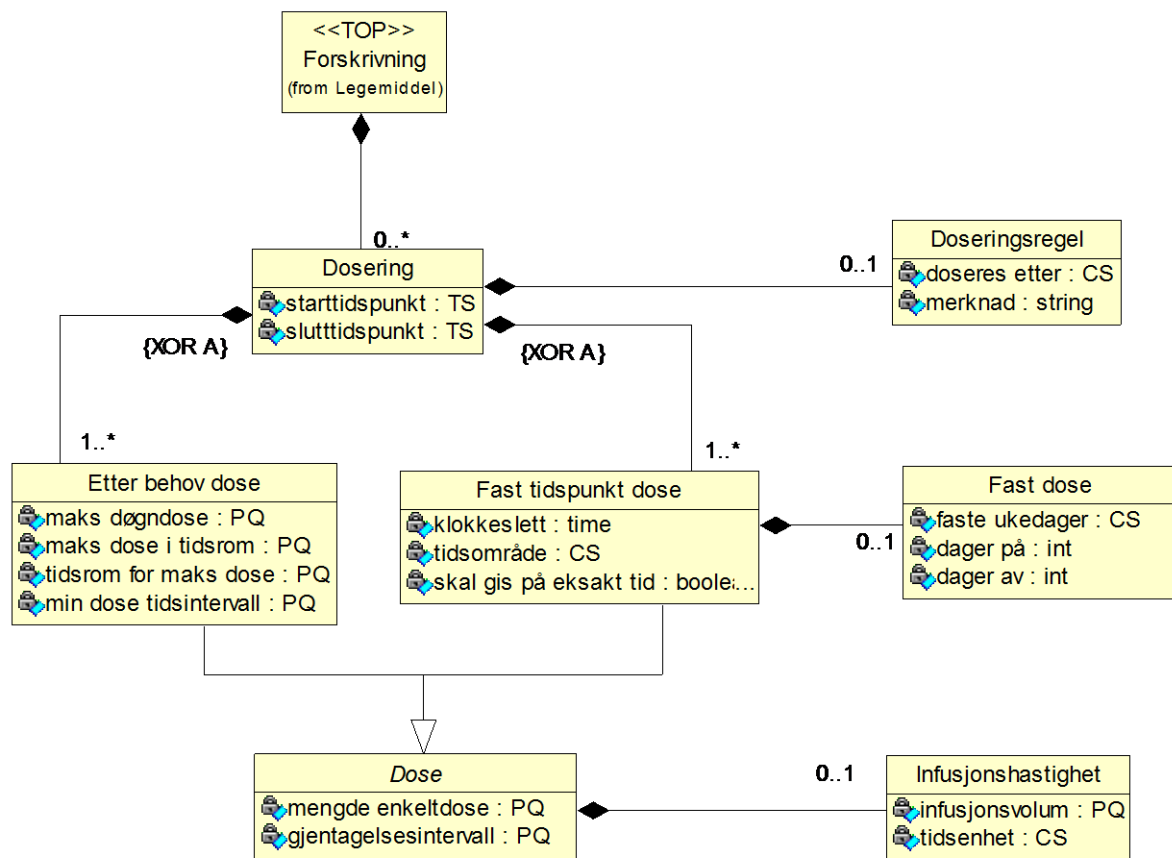 <<TOP>>
Forskrivning
(from Legemiddel)
0..*
Dosering
starttidspunkt : TS
slutttidspunkt : TS
0..1
Doseringsregel
doseres etter : CS
merknad : string
{XOR A}
{XOR A}
1..*
1..*
Etter behov dose
maks døgndose : PQ
maks dose i tidsrom : PQ
tidsrom for maks dose : PQ
min dose tidsintervall : PQ
Fast tidspunkt dose
klokkeslett : time
tidsområde : CS
skal gis på eksakt tid : boolea...
0..1
Fast dose
faste ukedager : CS
dager på : int
dager av : int
Dose
mengde enkeltdose : PQ
gjentagelsesintervall : PQ
0..1
Infusjonshastighet
infusjonsvolum : PQ
tidsenhet : CS